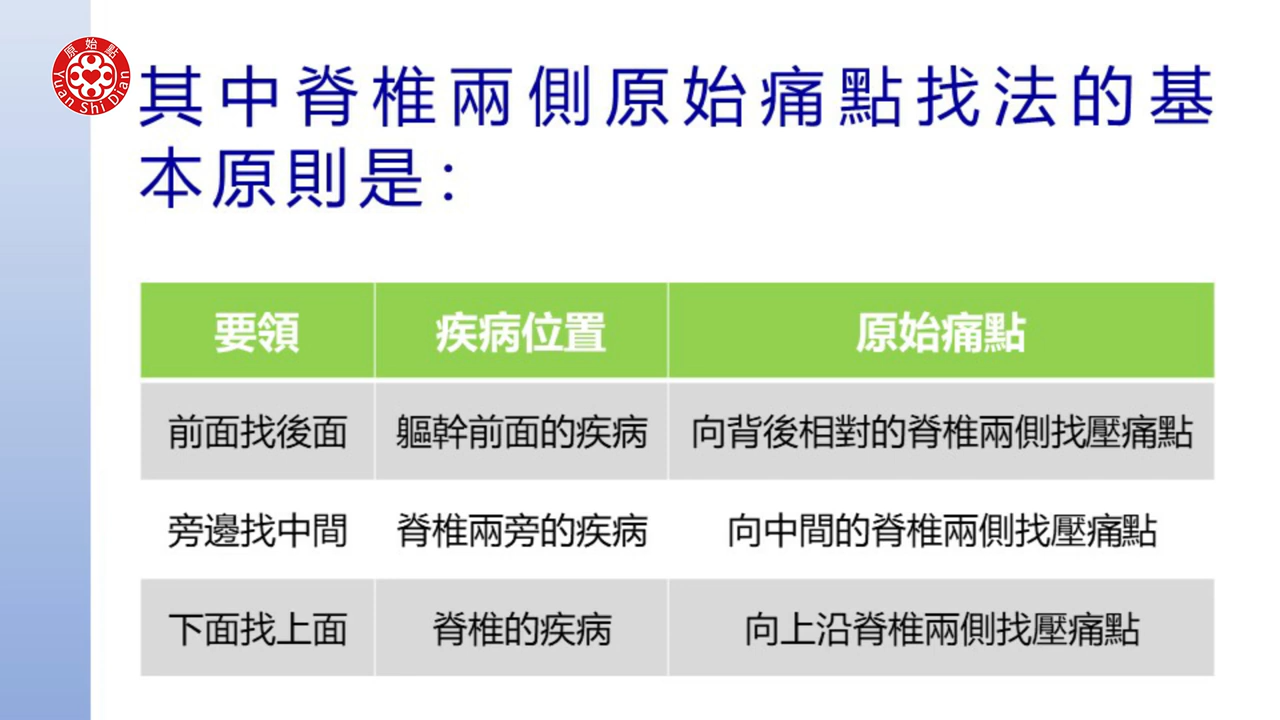 原始點
Yuan Shi Dian
其中脊椎兩側原始痛點找法的基
本原則是：
要領 疾病位置 原始痛點
前面找後面 軀幹前面的疾病 向背後相對的脊椎兩側找壓痛點
旁邊找中間 脊椎兩旁的疾病 向中間的脊椎兩側找壓痛點
下面找上面 脊椎的疾病 向上沿脊椎兩側找壓痛點